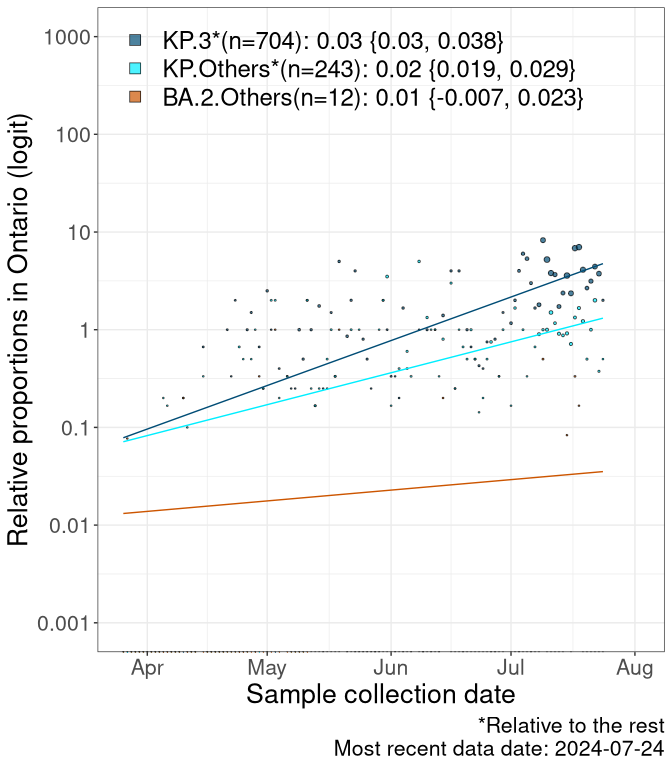 KP.3*(n=704): 0.03 {0.03, 0.038}
KP.Others*(n=243): 0.02 {0.019, 0.029}
BA.2.Others(n=12): 0.01 {-0.007, 0.023}
Relative proportions in Ontario (logit)
1000
100
10
1
0.1
0.01
0.001
Apr May Jun Jul Aug
Sample collection date
*Relative to the rest
Most recent data date: 2024-07-24